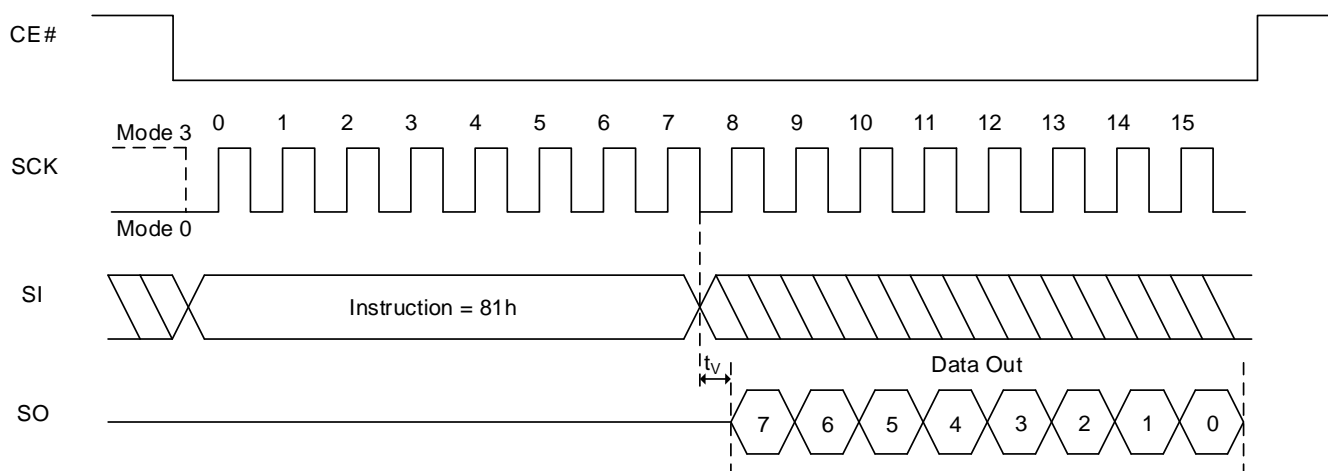 CE#
0 1 2 3 4 5 6 7 8 9 10 11 12 13 14 15
Mode 3
SCK
Mode 0
SI
Instruction = 81h
tV
Data Out
SO
7 6 5 4 3 2 1 0